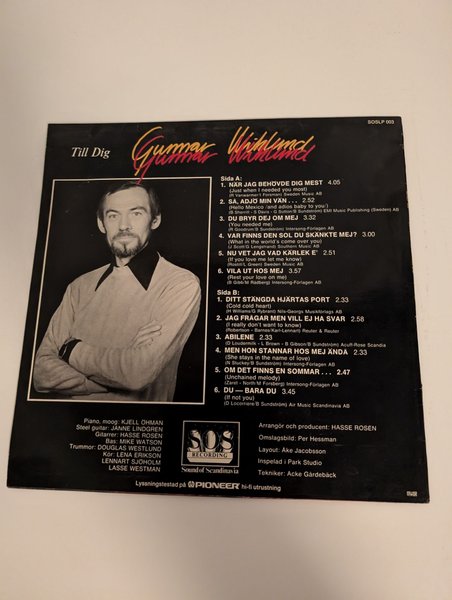 SOSLP 003
Till Dig Gunnar Wiklund
Side A:
1. NÄR JAG BEHÖVDE DIG MEST 4.05
(Just when I needed you most)
2. SA, ADJÖ MIN VÄN . . . 2.52
(Hello Mexico /and adios baby to you/)
3. DU BRYR DEJ OM MEJ 3.32
(You needed me)
4. VAR FINNS DEN SOL DU SKÄNKTE MEJ? 3.00
(What in the world's come over you)
5. NU VET JAG VAD KÄRLEK E' 2.51
(If you love me let me know)
6. VILA UT HOS MEJ 3.57
(Rest your love on me)
Side B:
1. DITT STÄNGDA HJÄRTAS PORT 2.33
(Cold cold heart)
2. JAG FRÅGAR MEN VILL EJ HA SVAR 2.58
(I really don't want to know)
3. ABILENE 2.33
4. MEN HON STANNAR HOS MEJ ÄNDA 2.33
(She stays in the name of love)
5. OM DET FINNS EN SOMMAR . . . 2.47
(Unchained melody)
6. DU — BARA DU 3.45
(If not you)
Piano, moog: KJELL ÖHMAN
Steel guitar: JANNE LINDGREN
Gitarrer: HASSE ROSÉN
Bas: MIKE WATSON
Trummor: DOUGLAS WESTLUND
Kör: LENA ERIKSON
LENNART SJÖHOLM
LASSE WESTMAN
SOS
RECORDING
Sound of Scandinavia
Arrangör och producent: HASSE ROSÉN
Omslagsbild: Per Hessman
Layout: Åke Jacobsson
Inspelad i Park Studio
Tekniker: Acke Gårdebäck
Lyssningstestad på PIONEER hi-fi utrustning